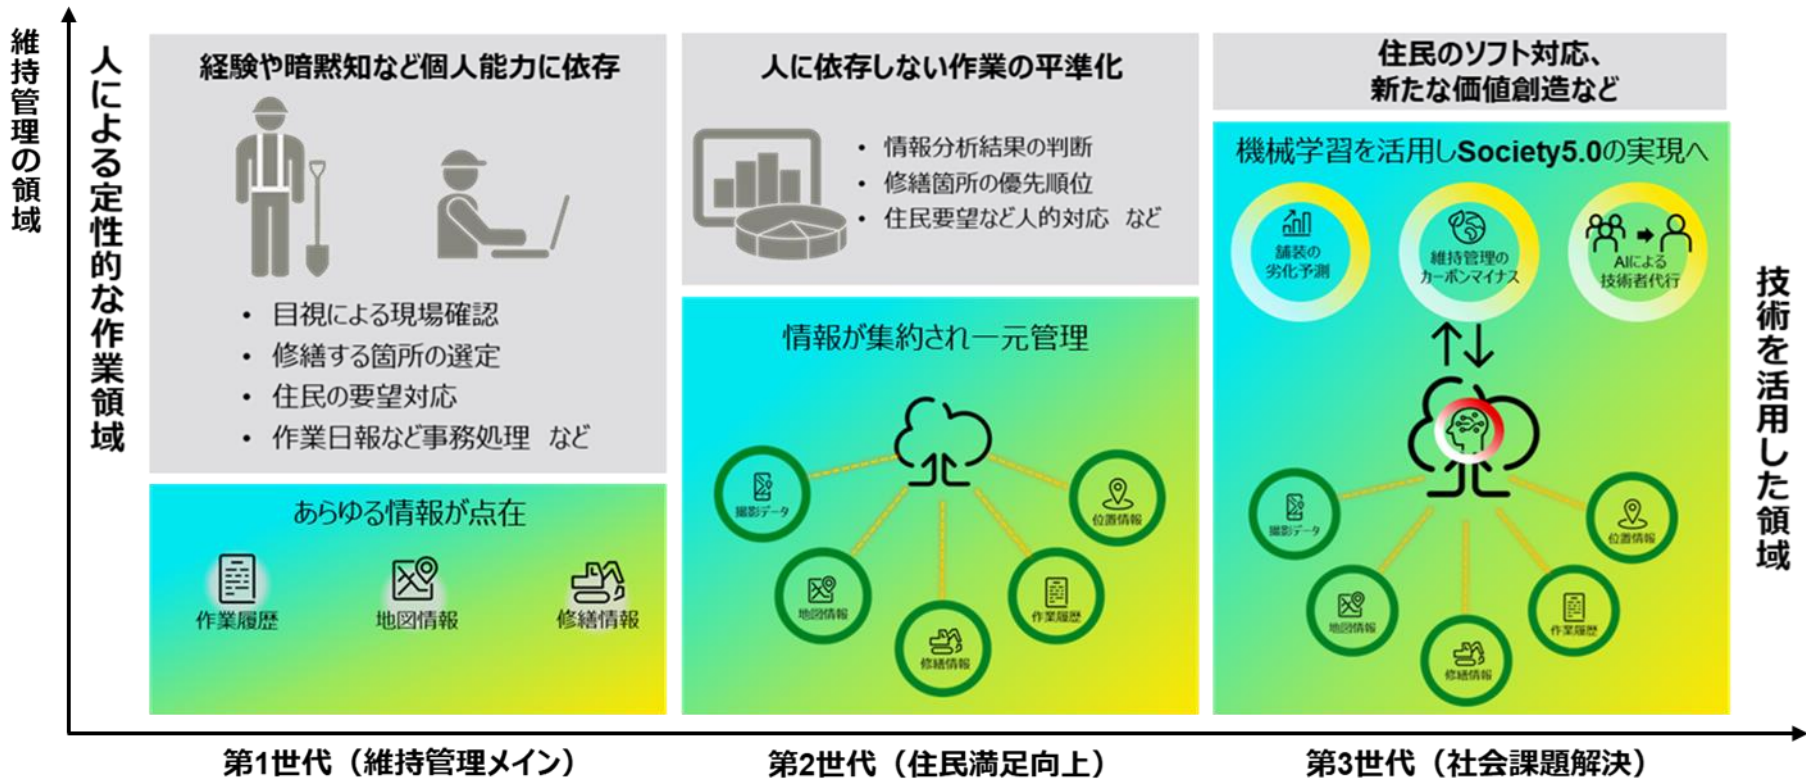 維持管理の領域
人による定性的な作業領域
経験や暗黙知など個人能力に依存
・ 目視による現場確認
・ 修繕する箇所の選定
・ 住民の要望対応
・ 作業日報など事務処理 など
あらゆる情報が点在
作業履歴
地図情報
修繕情報
第1世代（維持管理メイン）
人に依存しない作業の平準化
・ 情報分析結果の判断
・ 修繕箇所の優先順位
・ 住民要望など人的対応 など
情報が集約され一元管理
撮影データ
地図情報
修繕情報
作業履歴
位置情報
第2世代（住民満足向上）
住民のソフト対応、
新たな価値創造など
機械学習を活用しSociety5.0の実現へ
舗装の
劣化予測
維持管理の
カーボンマイナス
AIによる
技術者代行
撮影データ
地図情報
修繕情報
作業履歴
位置情報
第3世代（社会課題解決）
技術を活用した領域